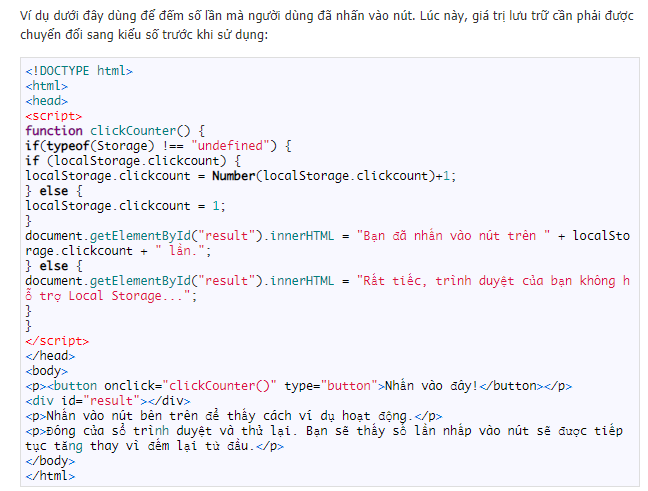 Ví dụ dưới đây dùng để đếm số lần mà người dùng đã nhấn vào nút. Lúc này, giá trị lưu trữ cần phải được
chuyển đổi sang kiểu số trước khi sử dụng:
<!DOCTYPE html>
<html>
<head>
<script>
function clickCounter() {
if(typeof(Storage) !== "undefined") {
if (localStorage.clickcount) {
localStorage.clickcount = Number(localStorage.clickcount)+1;
} else {
localStorage.clickcount = 1;
}
document.getElementById("result").innerHTML = "Bạn đã nhấn vào nút trên " + localSto
rage.clickcount + " lần.";
} else {
document.getElementById("result").innerHTML = "Rất tiếc, trình duyệt của bạn không h
ỗ trợ Local Storage...";
}
}
</script>
</head>
<body>
<p><button onclick="clickCounter()" type="button">Nhấn vào đây!</button></p>
<div id="result"></div>
<p>Nhấn vào nút bên trên để thấy cách ví dụ hoạt động.</p>
<p>Đóng cửa sổ trình duyệt và thử lại. Bạn sẽ thấy số lần nhấp vào nút sẽ được tiếp
tục tăng thay vì đếm lại từ đầu.</p>
</body>
</html>